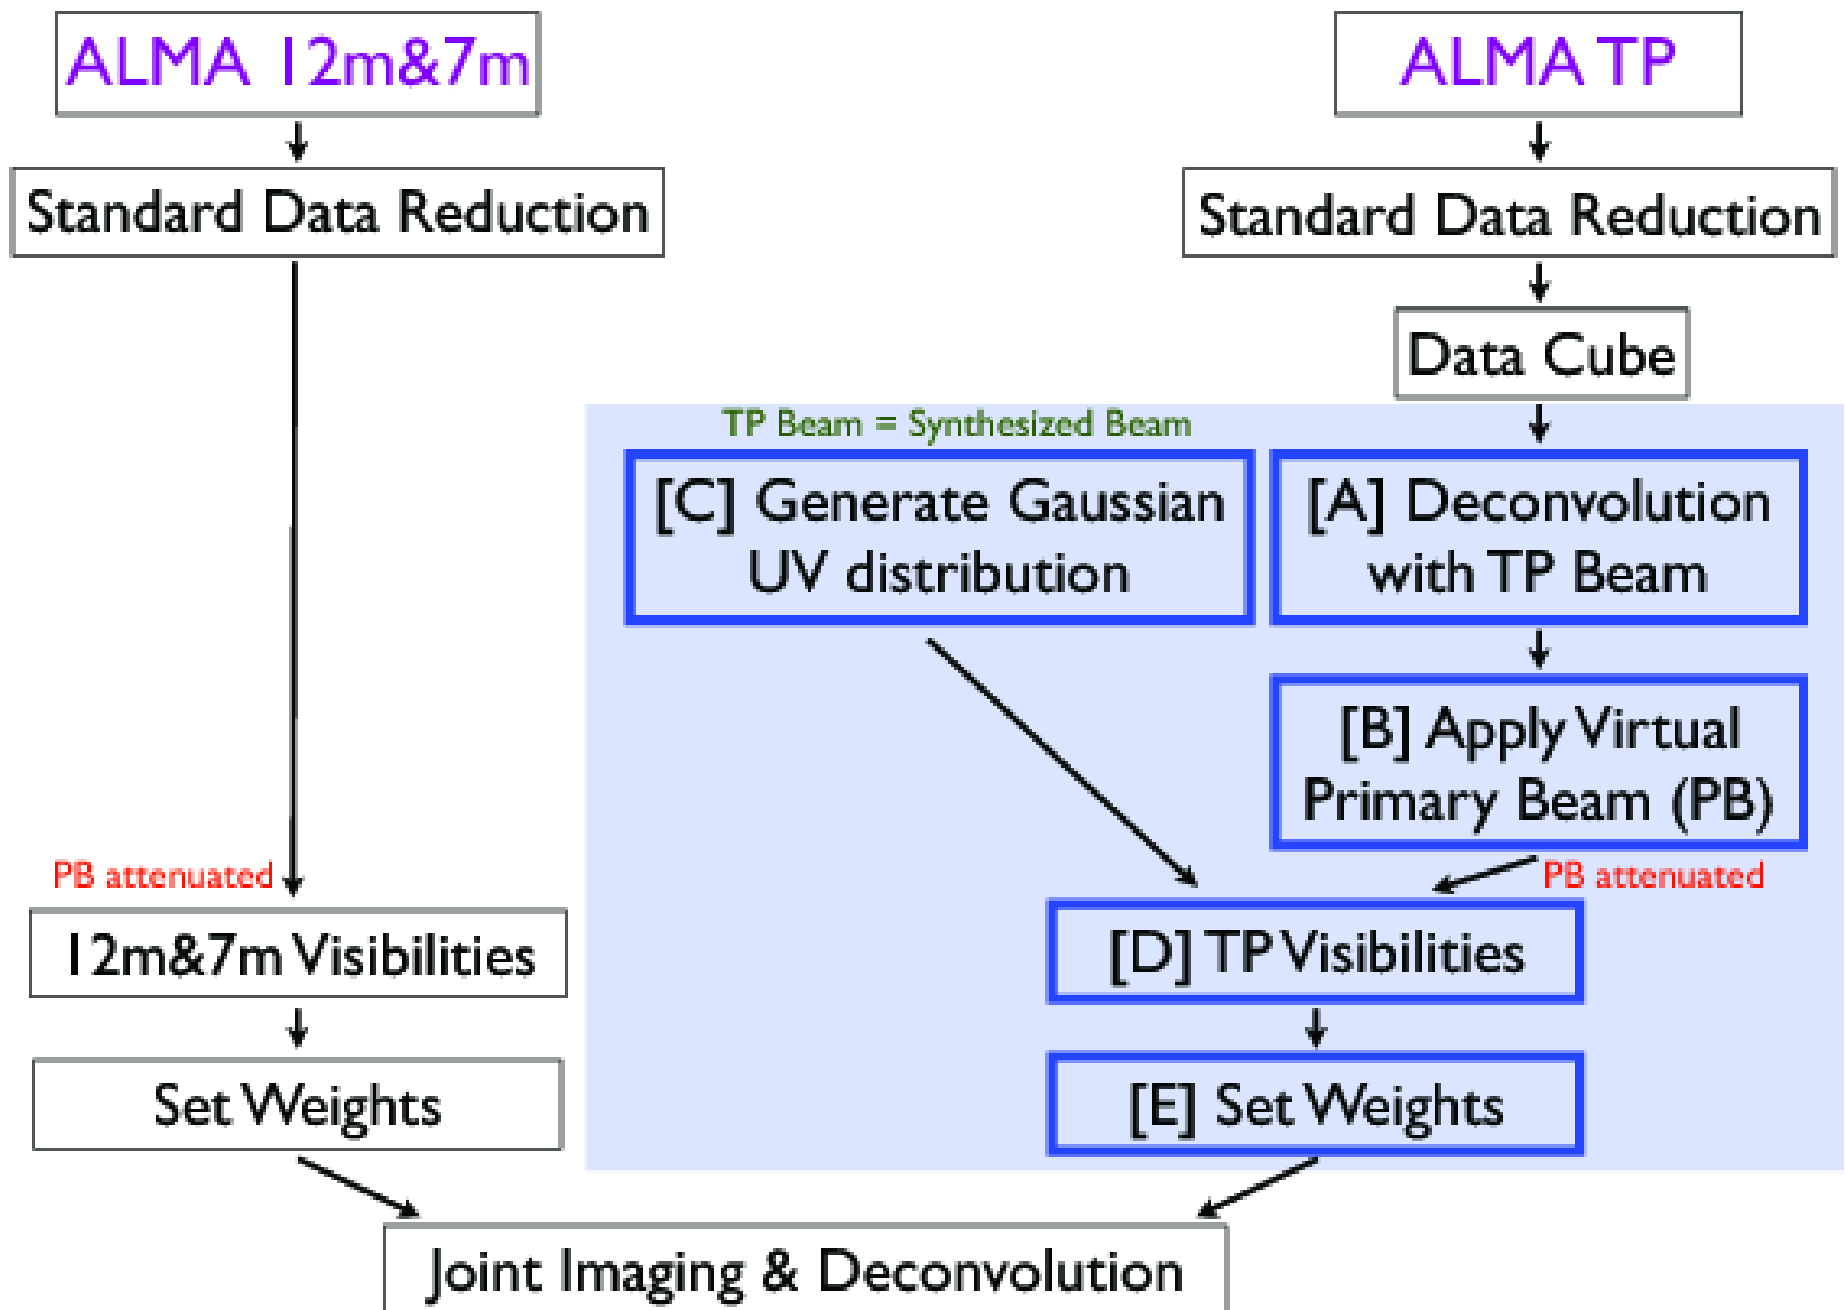 ALMA 12m&7m
ALMA TP
Standard Data Reduction
Standard Data Reduction
Data Cube
TP Beam = Synthesized Beam
[C] Generate Gaussian
UV distribution
[A] Deconvolution
with TP Beam
[B] Apply Virtual
Primary Beam (PB)
PB attenuated
PB attenuated
12m&7m Visibilities
[D] TP Visibilities
Set Weights
[E] Set Weights
Joint Imaging & Deconvolution